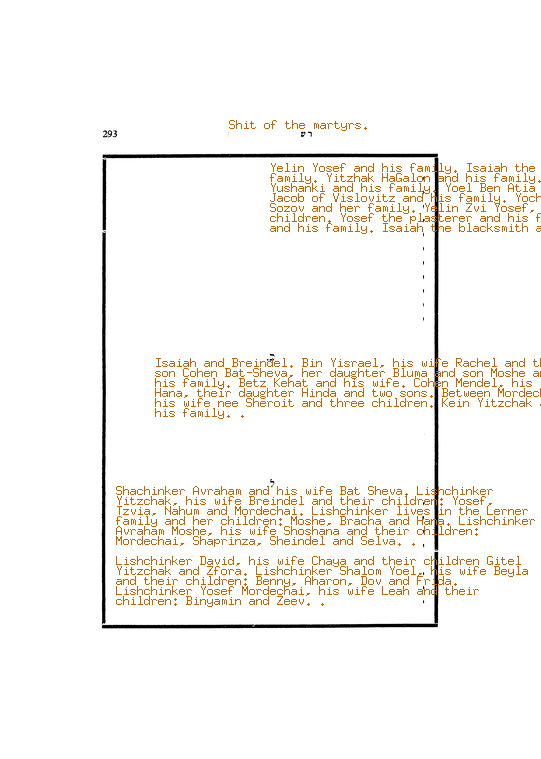 Shit of the martyrs.
293
רצ
Yelin Yosef and his family. Isaiah the
family. Yitzhak HaGalon and his family.
Yushanki and his family. Yoel Ben Atia
Jacob of Vislovitz and his family. Yoch
Sozov and her family. Yelin Zvi Yosef,
children. Yosef the plasterer and his f
and his family. Isaiah the blacksmith a
Isaiah and Breindel. Bin Yisrael, his wife Rachel and th
son Cohen Bat-Sheva, her daughter Bluma and son Moshe an
his family. Betz Kehat and his wife. Cohen Mendel, his
Hana, their daughter Hinda and two sons. Between Mordech
his wife nee Sheroit and three children. Kein Yitzchak
his family. .
ל
Shachinker Avraham and his wife Bat Sheva. Lishchinker
Yitzchak, his wife Breindel and their children: Yosef,
Tzvia, Nahum and Mordechai. Lishchinker lives in the Lerner
family and her children: Moshe, Bracha and Hana. Lishchinker
Avraham Moshe, his wife Shoshana and their children:
Mordechai, Shaprinza, Sheindel and Selva. . .
Lishchinker David, his wife Chaya and their children Gitel
Yitzchak and Zfora. Lishchinker Shalom Yoel, his wife Beyla
and their children: Benny, Aharon, Dov and Frida.
Lishchinker Yosef Mordechai, his wife Leah and their
children: Binyamin and Zeev. .